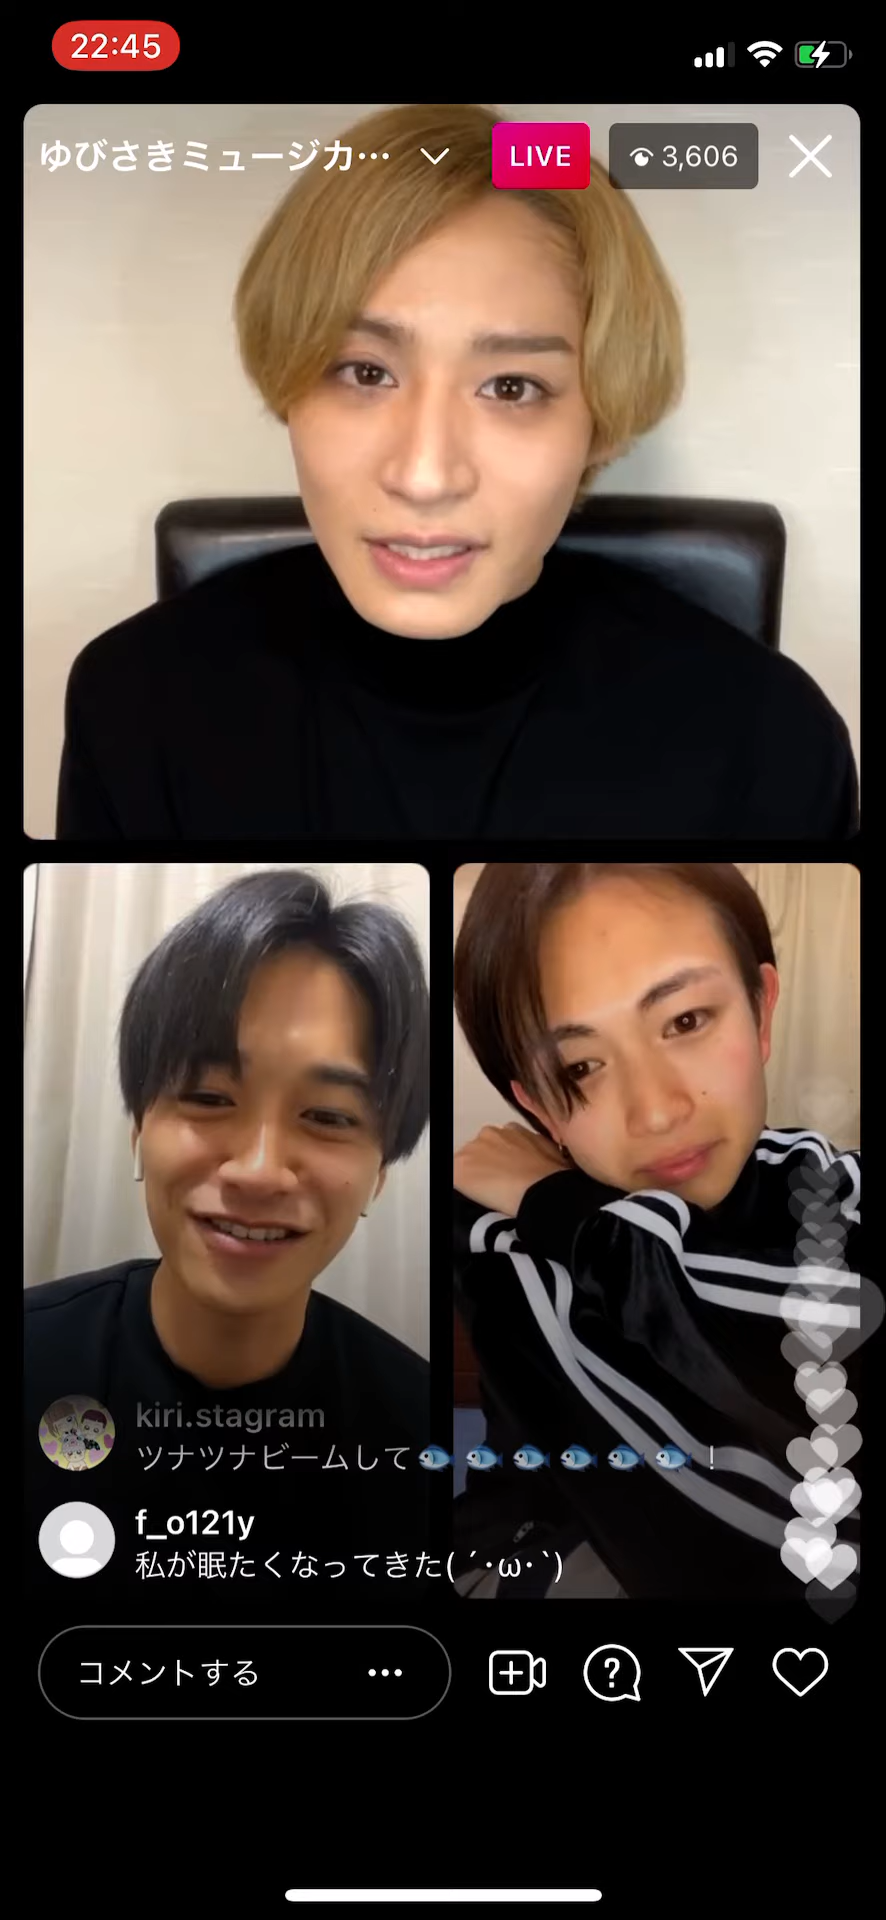 22:45
ゆびさきミュージカ… LIVE 3,606
kiri.stagram
ツナツナビームして🐟🐟🐟🐟🐟🐟！
f_o121y
私が眠たくなってきた( ´･ω･`)
コメントする